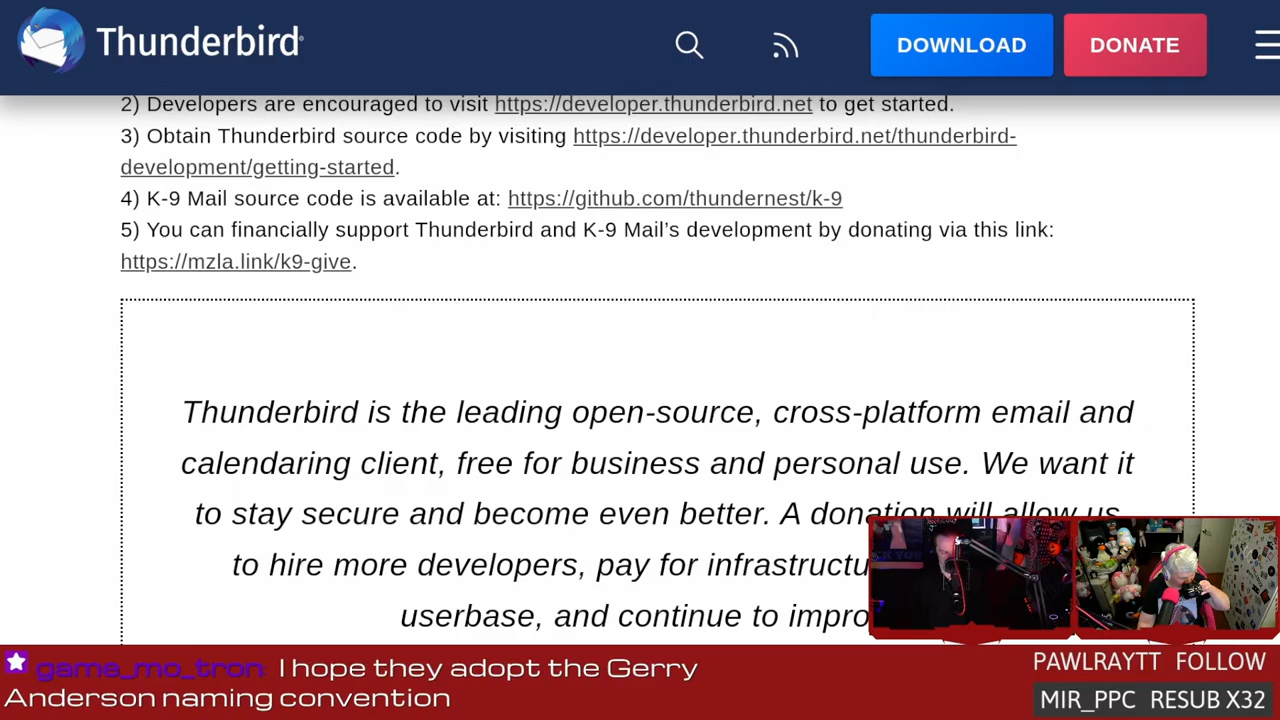 Thunderbird
DOWNLOAD
DONATE
2) Developers are encouraged to visit https://developer.thunderbird.net to get started.
3) Obtain Thunderbird source code by visiting https://developer.thunderbird.net/thunderbird-
development/getting-started.
4) K-9 Mail source code is available at: https://github.com/thundernest/k-9
5) You can financially support Thunderbird and K-9 Mail’s development by donating via this link:
https://mzla.link/k9-give.
Thunderbird is the leading open-source, cross-platform email and
calendaring client, free for business and personal use. We want it
to stay secure and become even better. A donation will allow us
to hire more developers, pay for
userbase, and continue to
game_mo_tron: I hope they adopt the Gerry
Anderson naming convention
PAWLRAYTT FOLLOW
MIR_PPC RESUB X32